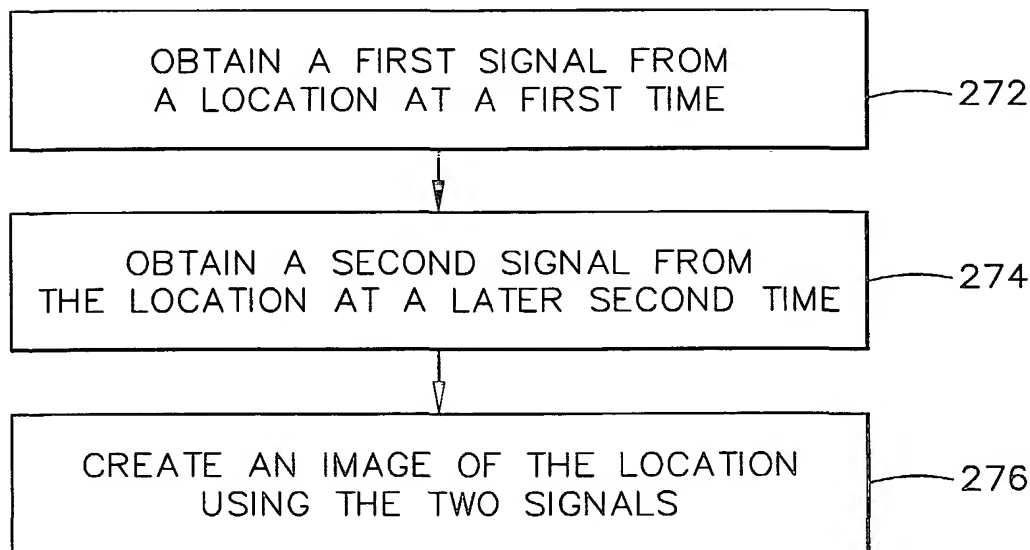 OBTAIN A FIRST SIGNAL FROM
A LOCATION AT A FIRST TIME
272
OBTAIN A SECOND SIGNAL FROM
THE LOCATION AT A LATER SECOND TIME
274
CREATE AN IMAGE OF THE LOCATION
USING THE TWO SIGNALS
276